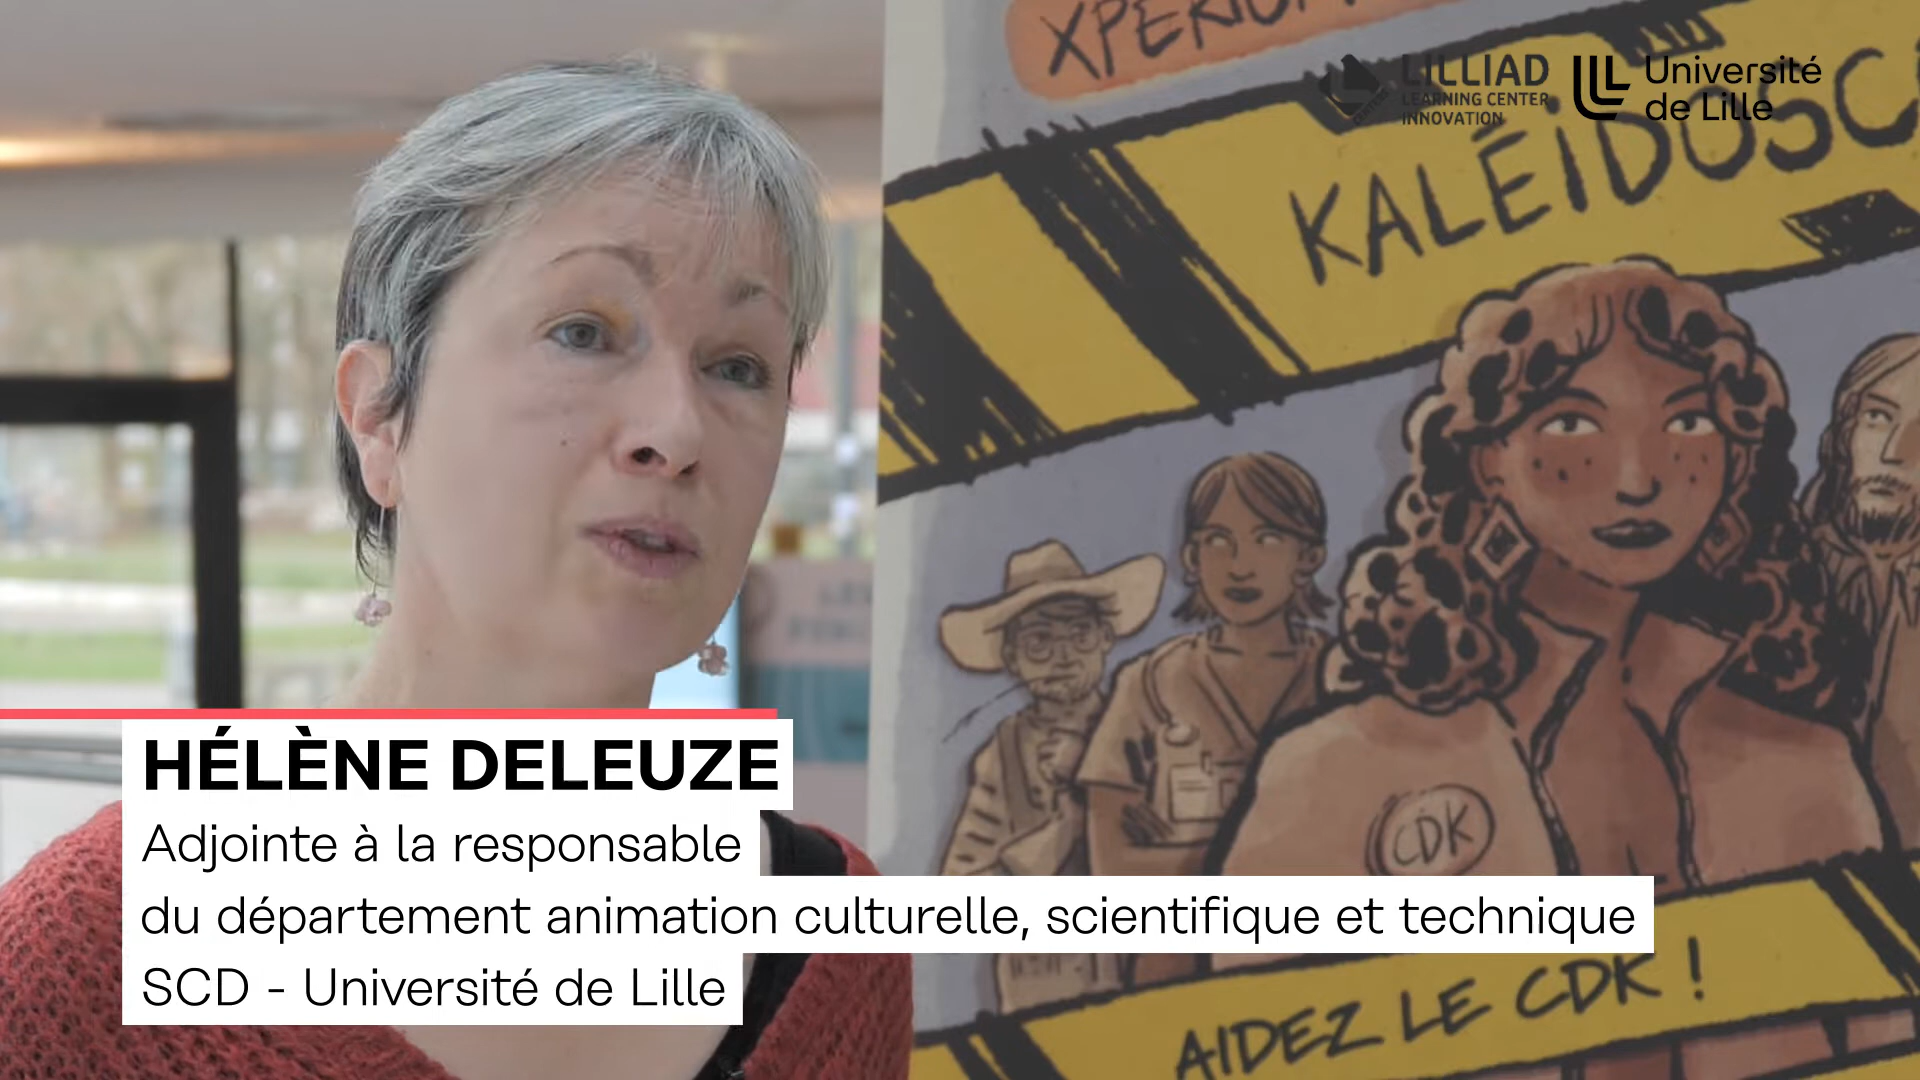 XPERIUM
LILLIAD
LEARNING CENTER
INNOVATION
Université
de Lille
KALÉIDOSC
CDK
HÉLÈNE DELEUZE
Adjointe à la responsable
du département animation culturelle, scientifique et technique
SCD - Université de Lille
AIDEZ LE CDK !